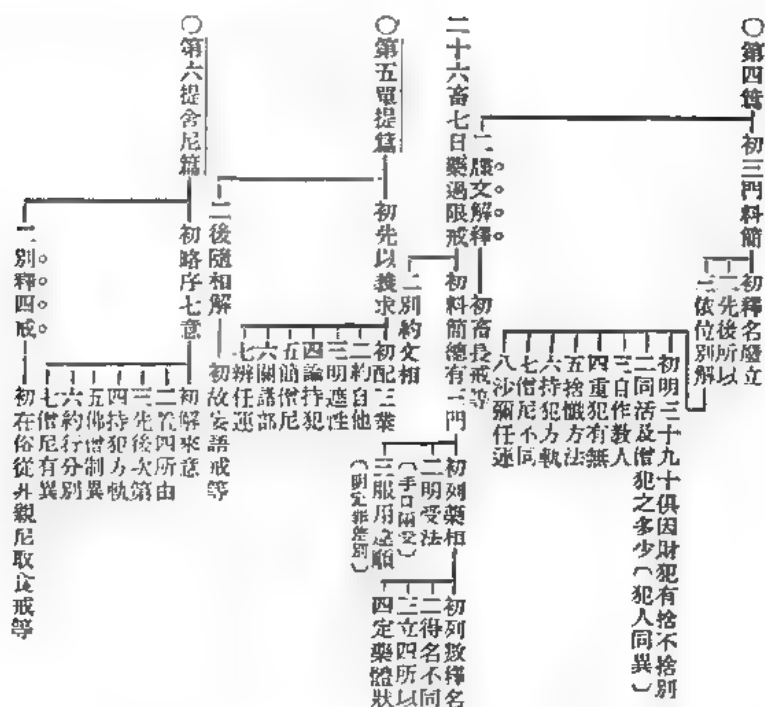 ○第四篇
初三門料簡
初釋名廢立
二先後所以
三依位別解
初明三十九十俱因財犯有捨不捨別
二同活及僧犯之多少(犯人同異)
三自作教人
四重犯有無
五捨懺方法
六持犯方軌
七僧尼不同
八沙彌任運
二牒文解釋
初畜長戒等
二十六畜七日藥過限戒
初料簡總有三門
初列藥相
初列數釋名
二得名不同
三立四所以
四定藥體狀
二明受法
(手口兩受)
三服用違順
(明定罪差別)
二別約文相
○第五單提篇
初先以義求
初配三業
二約自他
三明遮性
四論持犯
五簡僧尼
六關諸部
七辨任運
二後隨相解
初故妄語戒等
○第六提舍尼篇
初略序七意
初解來意
二置四所由
三先後次第
四持犯方軌
五佛僧制異
六約行分別
七僧尼有異
二別釋四戒
初在俗從非親尼取食戒等